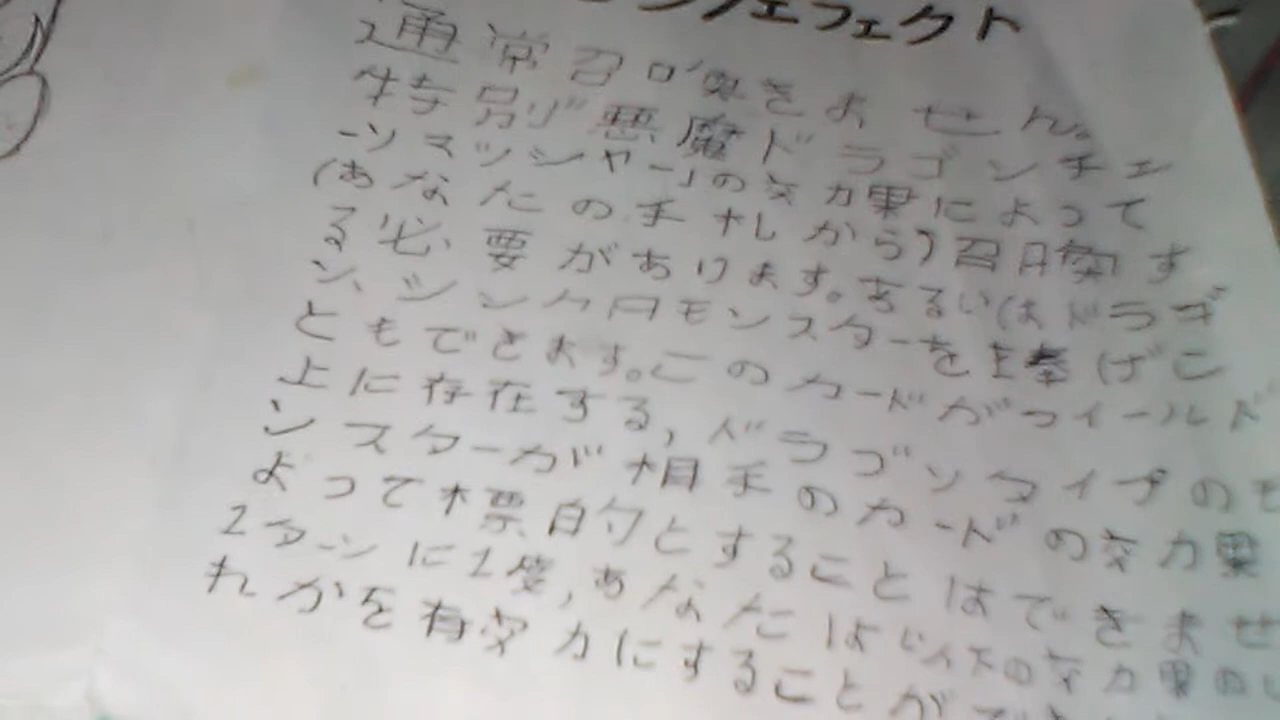 ンエフェクト
通常召喚をよせん。
特別「悪魔ドラゴンチェ
ーソマッシャー」の効果によって
(あなたの手札から)召喚す
る必要があります。あるいはドラゴ
ン、シンクロモンスターを捧げこ
ともできます。このカードがフィールド
上に存在する,ドラゴンタイプのモ
ンスターが相手のカードの効果
よって標的とすることはできませ
1ターンに1度,あなたは以下の効果の
れかを有効にすることが